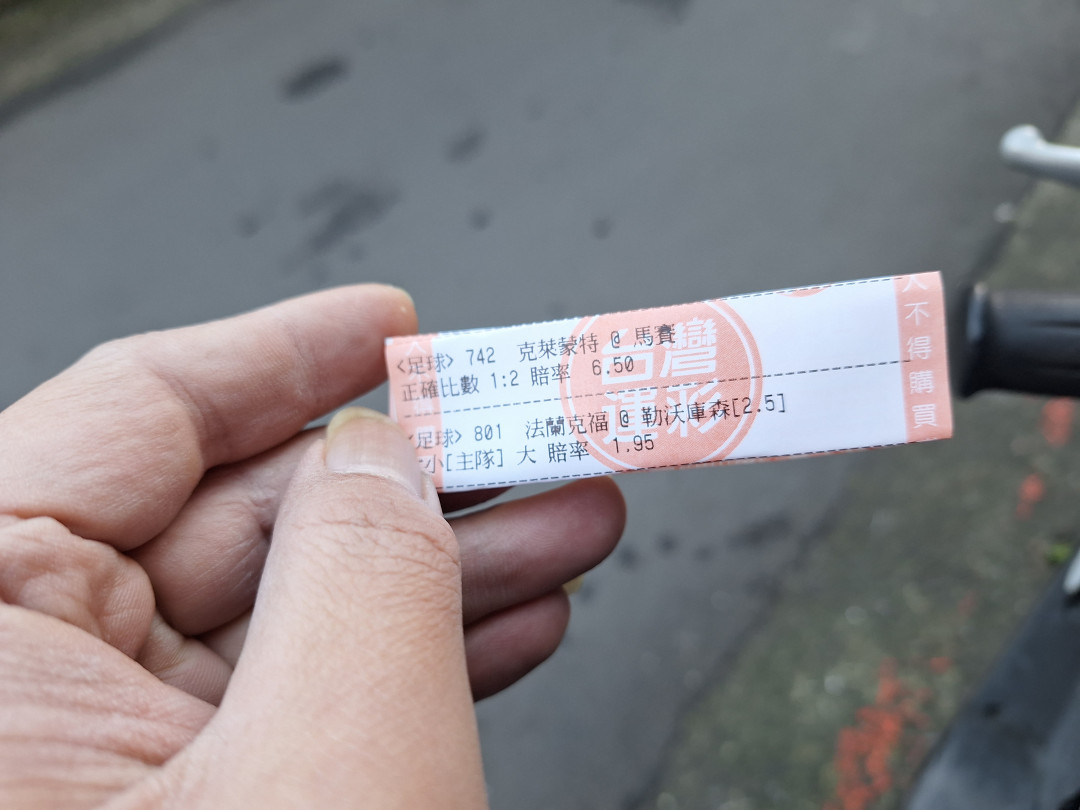 <足球> 742 克萊蒙特 @ 馬賽
正確比數 1:2 賠率 6.50
足球> 801 法蘭克福 @ 勒沃庫森[2.5]
小[主隊] 大 賠率 1.95
台灣
運彩
人不得購買